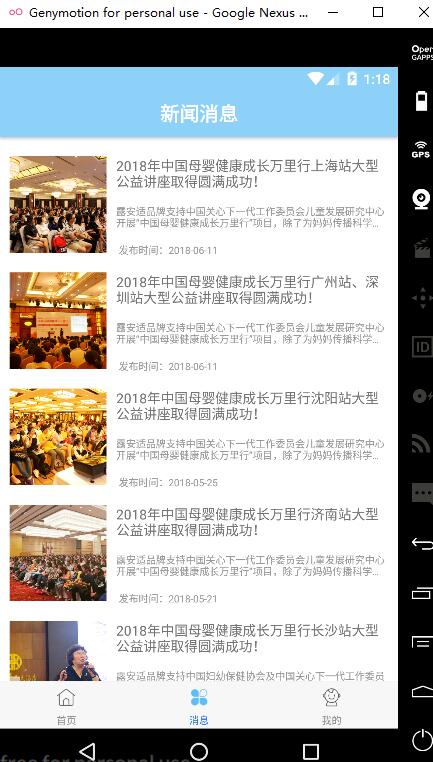 Genymotion for personal use - Google Nexus ...
Open
GAPPS
1:18
新闻消息
GPS
2018年中国母婴健康成长万里行上海站大型
公益讲座取得圆满成功！
露安适品牌支持中国关心下一代工作委员会儿童发展研究中心
开展“中国母婴健康成长万里行”项目，除了为妈妈传播科学...
发布时间：2018-06-11
2018年中国母婴健康成长万里行广州站、深
圳站大型公益讲座取得圆满成功！
露安适品牌支持中国关心下一代工作委员会儿童发展研究中心
开展“中国母婴健康成长万里行”项目，除了为妈妈传播科学...
发布时间：2018-06-11
ID
2018年中国母婴健康成长万里行沈阳站大型
公益讲座取得圆满成功！
露安适品牌支持中国关心下一代工作委员会儿童发展研究中心
开展“中国母婴健康成长万里行”项目，除了为妈妈传播科学...
发布时间：2018-05-25
2018年中国母婴健康成长万里行济南站大型
公益讲座取得圆满成功！
露安适品牌支持中国关心下一代工作委员会儿童发展研究中心
开展“中国母婴健康成长万里行”项目，除了为妈妈传播科学...
发布时间：2018-05-21
2018年中国母婴健康成长万里行长沙站大型
公益讲座取得圆满成功！
露安适品牌支持中国妇幼保健协会及中国关心下一代工作委员
首页
消息
我的
free for personal use